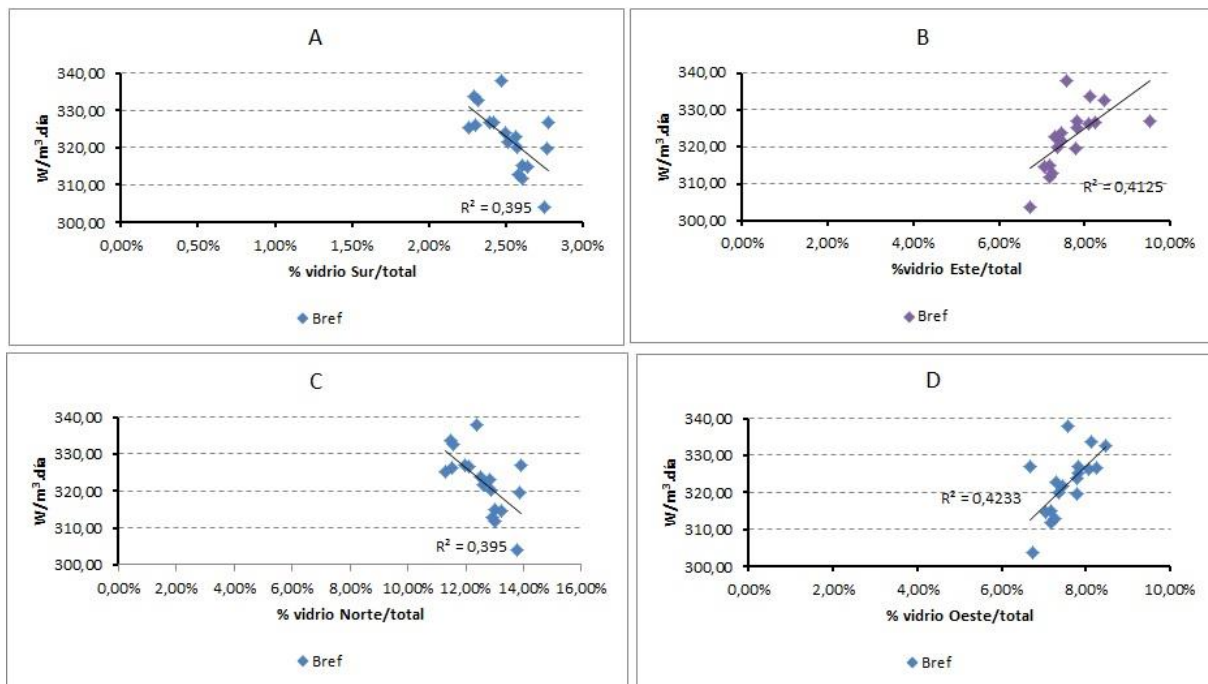 A
340,00
330,00
320,00
310,00
300,00
W/m³.día
R² = 0,395
0,00% 0,50% 1,00% 1,50% 2,00% 2,50% 3,00%
% vidrio Sur/total
Bref
B
340,00
330,00
320,00
310,00
300,00
W/m³.día
R² = 0,4125
0,00% 2,00% 4,00% 6,00% 8,00% 10,00%
%vidrio Este/total
Bref
C
340,00
330,00
320,00
310,00
300,00
W/m³.día
R² = 0,395
0,00% 2,00% 4,00% 6,00% 8,00% 10,00% 12,00% 14,00% 16,00%
% vidrio Norte/total
Bref
D
340,00
330,00
320,00
310,00
300,00
W/m³.día
R² = 0,4233
0,00% 2,00% 4,00% 6,00% 8,00% 10,00%
% vidrio Oeste/total
Bref